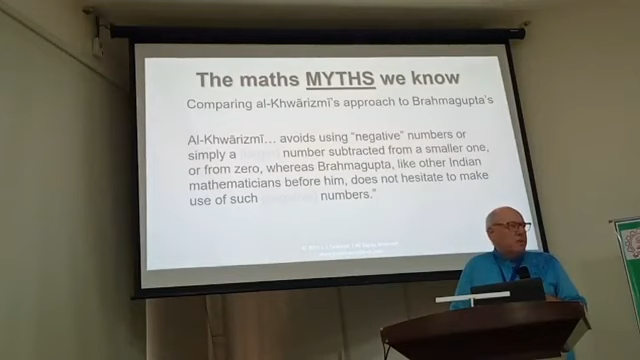 The maths MYTHS we know
Comparing al-Khwārizmī's approach to Brahmagupta's
Al-Khwārizmī... avoids using "negative" numbers or
simply a number subtracted from a smaller one,
or from zero, whereas Brahmagupta, like other Indian
mathematicians before him, does not hesitate to make
use of such numbers."